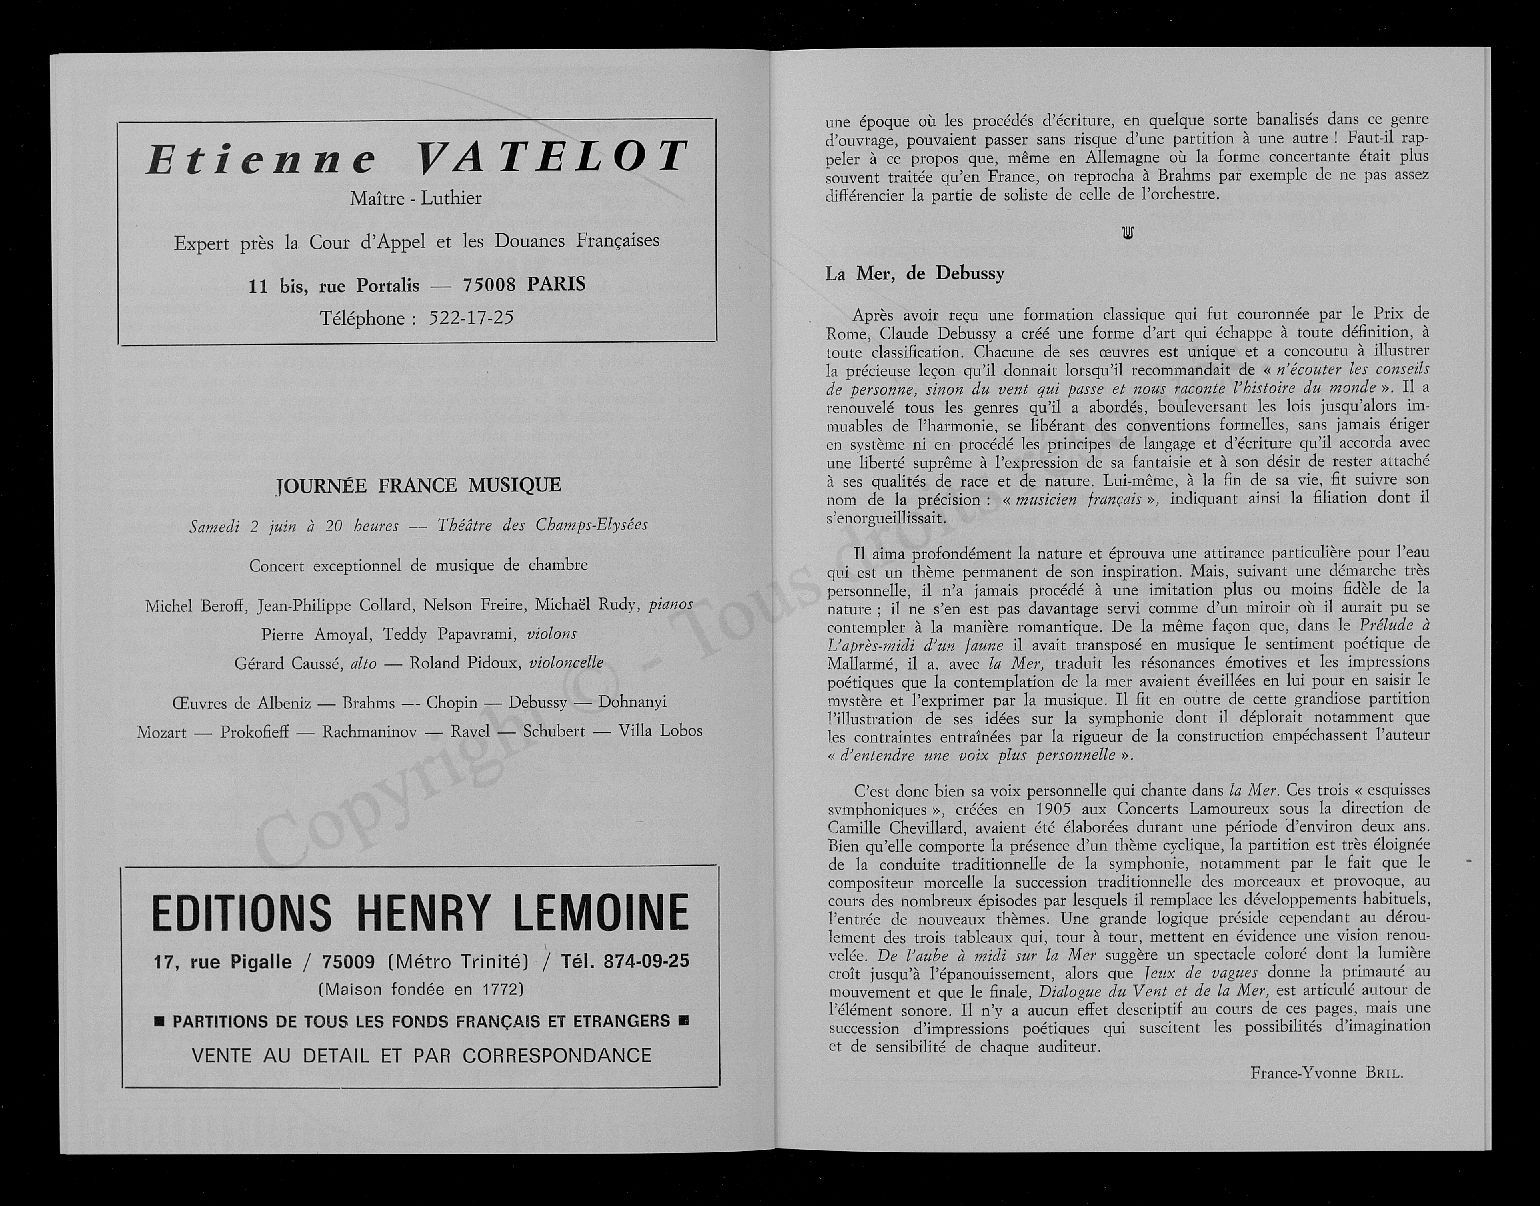 Etienne VATELOT
Maître - Luthier
Expert près la Cour d'Appel et les Douanes Françaises
11 bis, rue Portalis — 75008 PARIS
Téléphone : 522-17-25
JOURNÉE FRANCE MUSIQUE
Samedi 2 juin à 20 heures — Théâtre des Champs-Elysées
Concert exceptionnel de musique de chambre
Michel Beroff, Jean-Philippe Collard, Nelson Freire, Michaël Rudy, pianos
Pierre Amoyal, Teddy Papavrami, violons
Gérard Caussé, alto — Roland Pidoux, violoncelle
Œuvres de Albeniz — Brahms — Chopin — Debussy — Dohnanyi
Mozart — Prokofieff — Rachmaninov — Ravel — Schubert — Villa Lobos
EDITIONS HENRY LEMOINE
17, rue Pigalle / 75009 (Métro Trinité) / Tél. 874-09-25
(Maison fondée en 1772)
■ PARTITIONS DE TOUS LES FONDS FRANÇAIS ET ETRANGERS ■
VENTE AU DETAIL ET PAR CORRESPONDANCE
une époque où les procédés d'écriture, en quelque sorte banalisés dans ce genre
d'ouvrage, pouvaient passer sans risque d'une partition à une autre ! Faut-il rap-
peler à ce propos que, même en Allemagne où la forme concertante était plus
souvent traitée qu'en France, on reprocha à Brahms par exemple de ne pas assez
différencier la partie de soliste de celle de l'orchestre.
La Mer, de Debussy
Après avoir reçu une formation classique qui fut couronnée par le Prix de
Rome, Claude Debussy a créé une forme d'art qui échappe à toute définition, à
toute classification. Chacune de ses œuvres est unique et a concouru à illustrer
la précieuse leçon qu'il donnait lorsqu'il recommandait de « n'écouter les conseils
de personne, sinon du vent qui passe et nous raconte l'histoire du monde ». Il a
renouvelé tous les genres qu'il a abordés, bouleversant les lois jusqu'alors im-
muables de l'harmonie, se libérant des conventions formelles, sans jamais ériger
en système ni en procédé les principes de langage et d'écriture qu'il accorda avec
une liberté suprême à l'expression de sa fantaisie et à son désir de rester attaché
à ses qualités de race et de nature. Lui-même, à la fin de sa vie, fit suivre son
nom de la précision : « musicien français », indiquant ainsi la filiation dont il
s'enorgueillissait.
Il aima profondément la nature et éprouva une attirance particulière pour l'eau
qui est un thème permanent de son inspiration. Mais, suivant une démarche très
personnelle, il n'a jamais procédé à une imitation plus ou moins fidèle de la
nature ; il ne s'en est pas davantage servi comme d'un miroir où il aurait pu se
contempler à la manière romantique. De la même façon que, dans le Prélude à
L'après-midi d'un faune il avait transposé en musique le sentiment poétique de
Mallarmé, il a, avec la Mer, traduit les résonances émotives et les impressions
poétiques que la contemplation de la mer avaient éveillées en lui pour en saisir le
mystère et l'exprimer par la musique. Il fit en outre de cette grandiose partition
l'illustration de ses idées sur la symphonie dont il déplorait notamment que
les contraintes entraînées par la rigueur de la construction empêchassent l'auteur
« d'entendre une voix plus personnelle ».
C'est donc bien sa voix personnelle qui chante dans la Mer. Ces trois « esquisses
symphoniques », créées en 1905 aux Concerts Lamoureux sous la direction de
Camille Chevillard, avaient été élaborées durant une période d'environ deux ans.
Bien qu'elle comporte la présence d'un thème cyclique, la partition est très éloignée
de la conduite traditionnelle de la symphonie, notamment par le fait que le
compositeur morcelle la succession traditionnelle des morceaux et provoque, au
cours des nombreux épisodes par lesquels il remplace les développements habituels,
l'entrée de nouveaux thèmes. Une grande logique préside cependant au dérou-
lement des trois tableaux qui, tour à tour, mettent en évidence une vision renou-
velée. De l'aube à midi sur la Mer suggère un spectacle coloré dont la lumière
croît jusqu'à l'épanouissement, alors que Jeux de vagues donne la primauté au
mouvement et que le finale, Dialogue du Vent et de la Mer, est articulé autour de
l'élément sonore. Il n'y a aucun effet descriptif au cours de ces pages, mais une
succession d'impressions poétiques qui suscitent les possibilités d'imagination
et de sensibilité de chaque auditeur.
France-Yvonne BRIL.
Copyright © - Tous droits